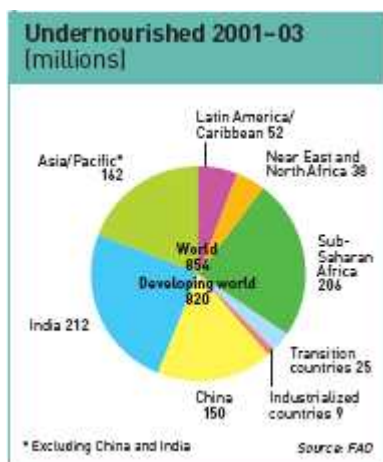 Undernourished 2001–03
(millions)
Latin America/
Caribbean 52
Near East and
North Africa 38
Asia/Pacific*
162
Sub-
Saharan
Africa
206
World
854
Developing world
820
India 212
Transition
countries 25
China
150
Industrialized
countries 9
* Excluding China and India
Source: FAO